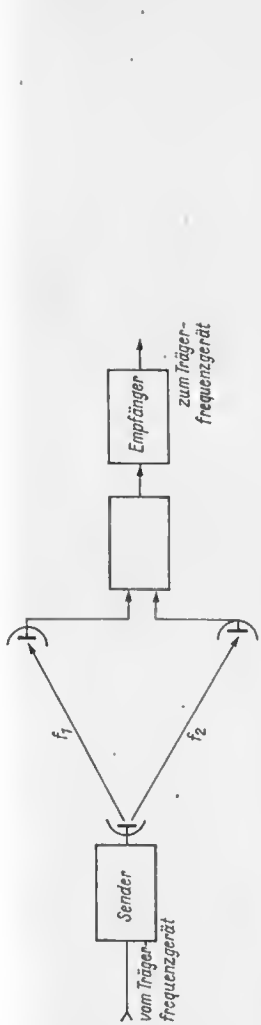 vom Träger-
frequenzgerät
Sender
f₁
f₂
Empfänger
zum Träger-
frequenzgerät